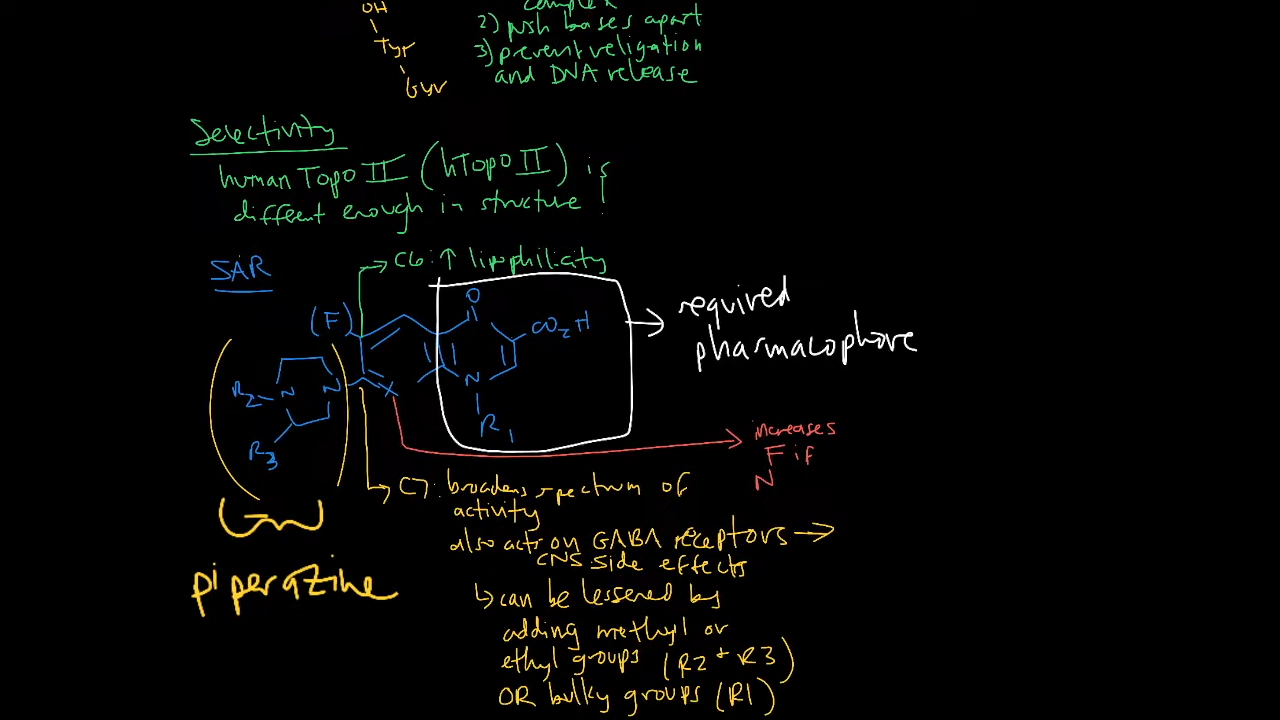 OH
Tyr
Gyr
complex
2) push bases apart
3) prevent religation
and DNA release
Selectivity
human Topo II (hTopo II) is
different enough in structure !
SAR
C6: ↑ lipophilicity
(F)
O
CO2H
N
R1
X
N
N
R2
R3
required
pharmacophore
increases
F if
N
C7: broadens spectrum of
activity
also act on GABA receptors →
CNS side effects
↳ can be lessened by
adding methyl or
ethyl groups (R2 + R3)
OR bulky groups (R1)
piperazine